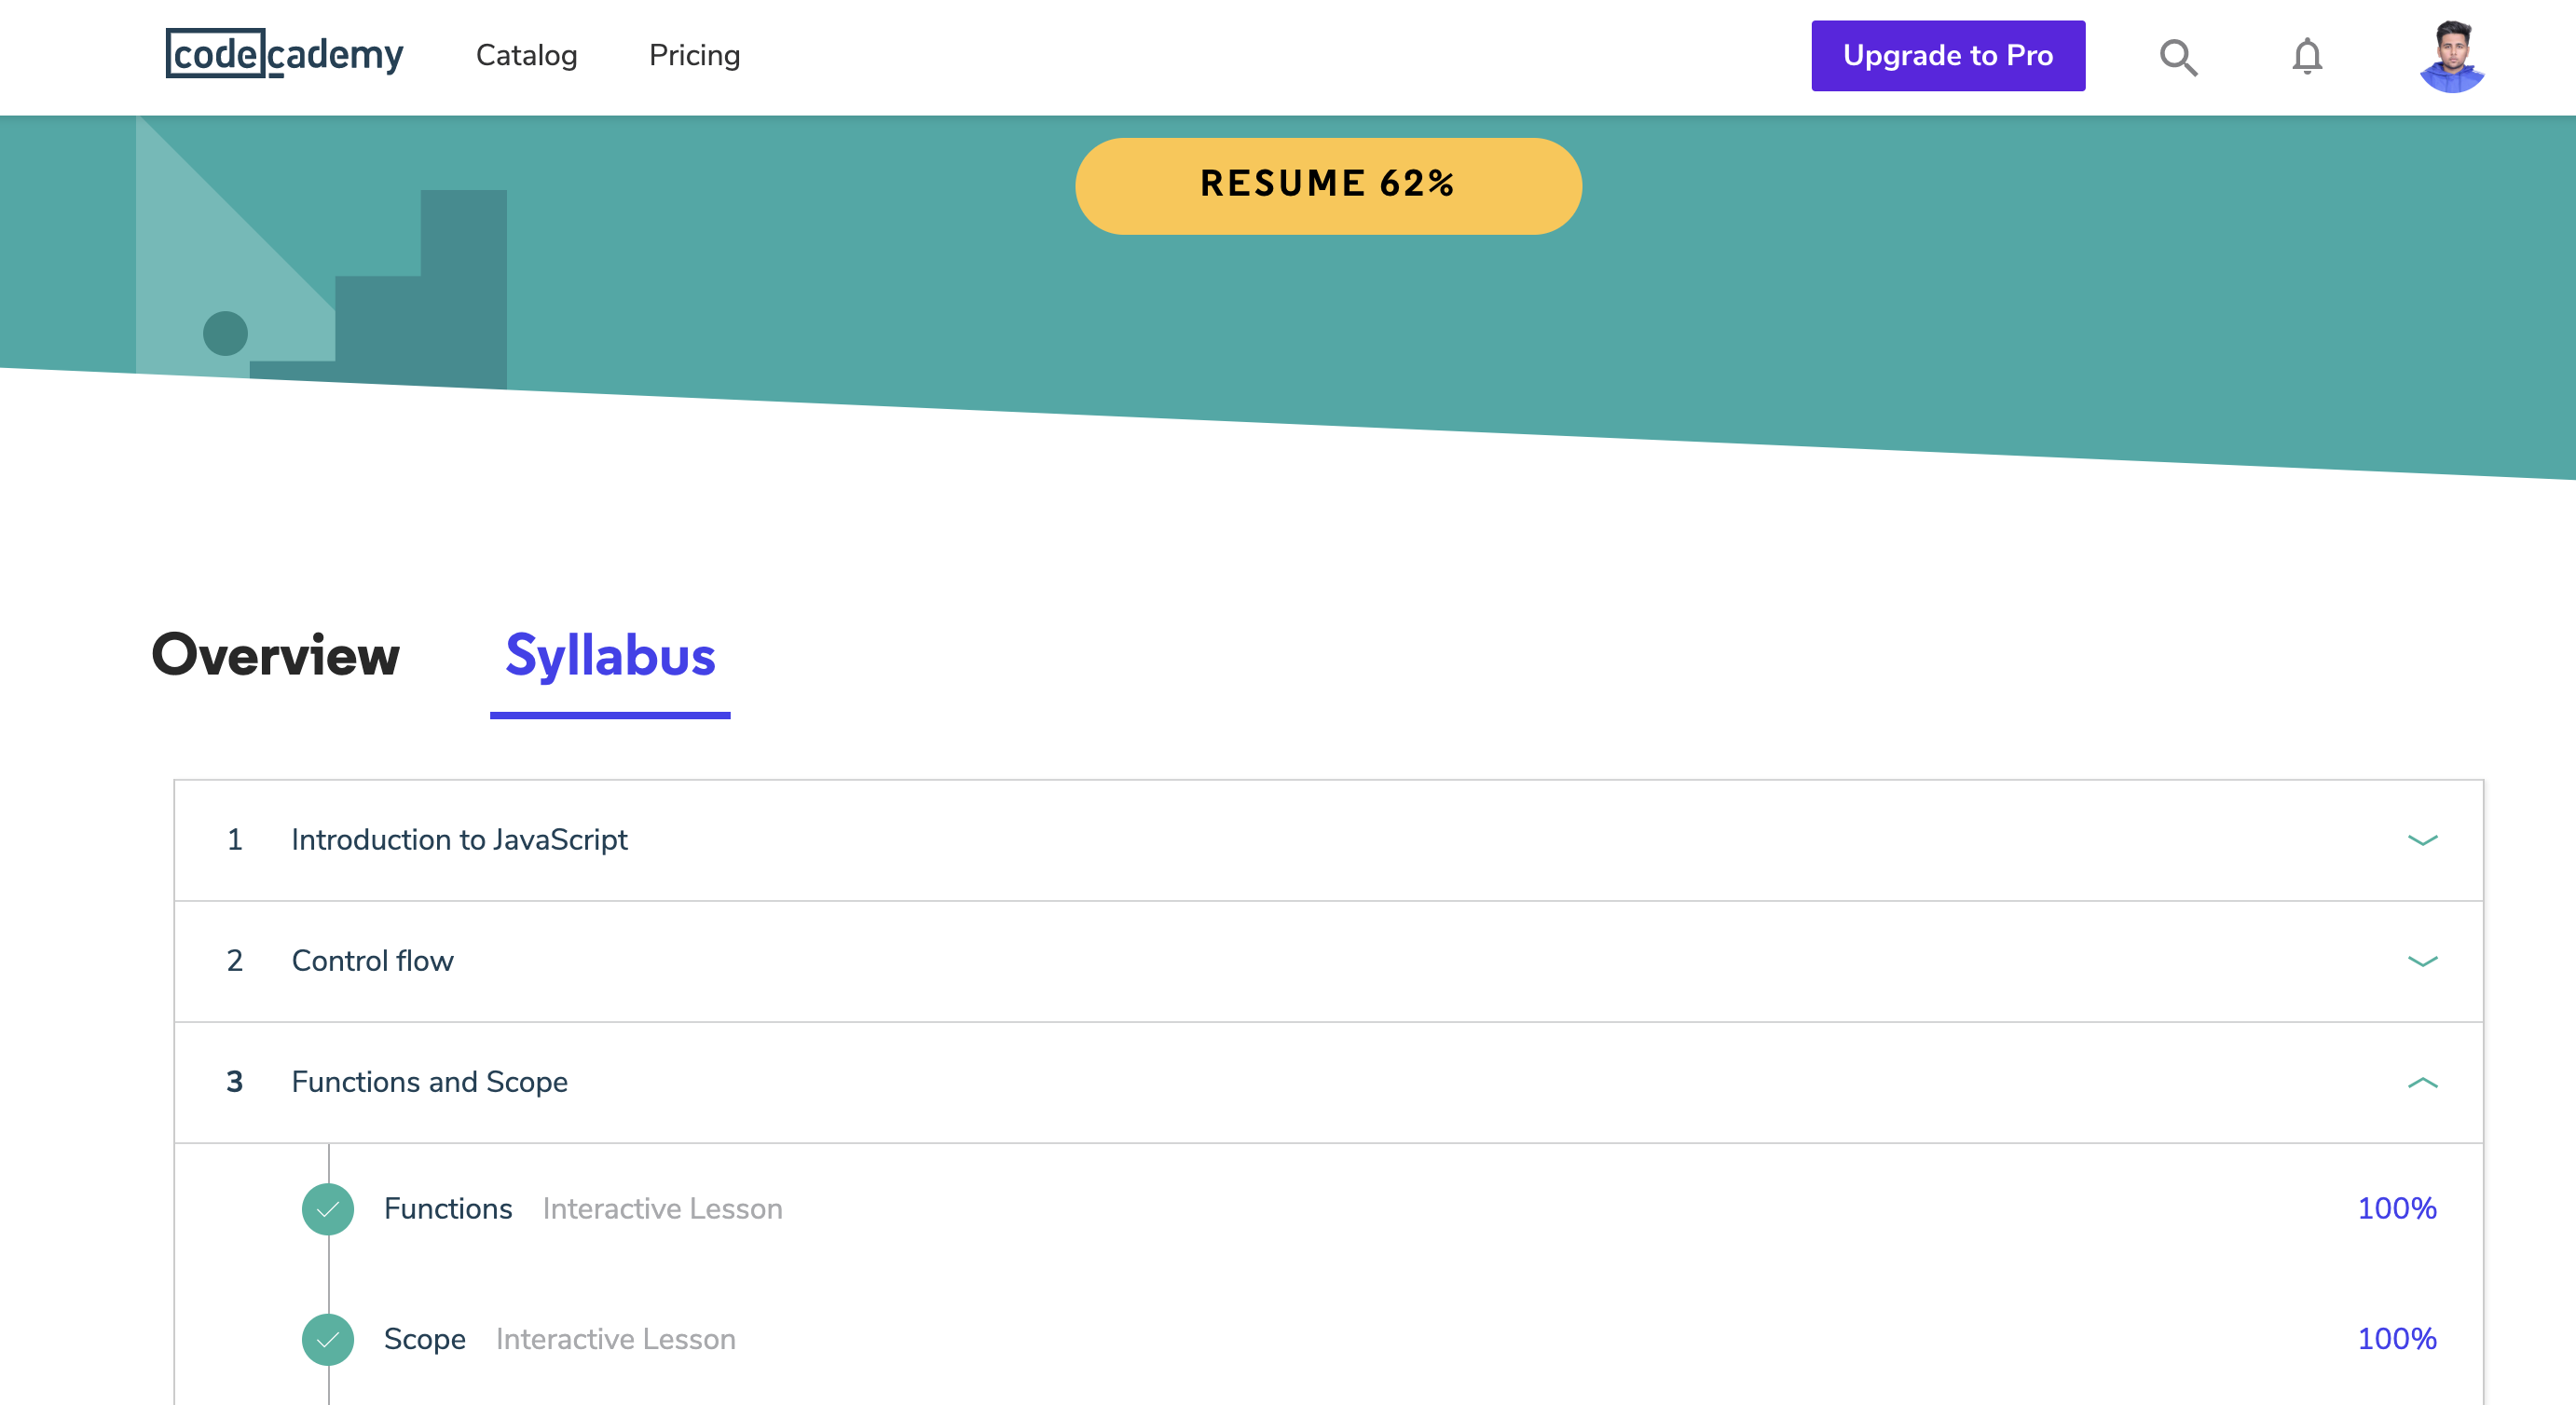 codecademy Catalog Pricing Upgrade to Pro
RESUME 62%
Overview Syllabus
1 Introduction to JavaScript
2 Control flow
3 Functions and Scope
Functions Interactive Lesson 100%
Scope Interactive Lesson 100%